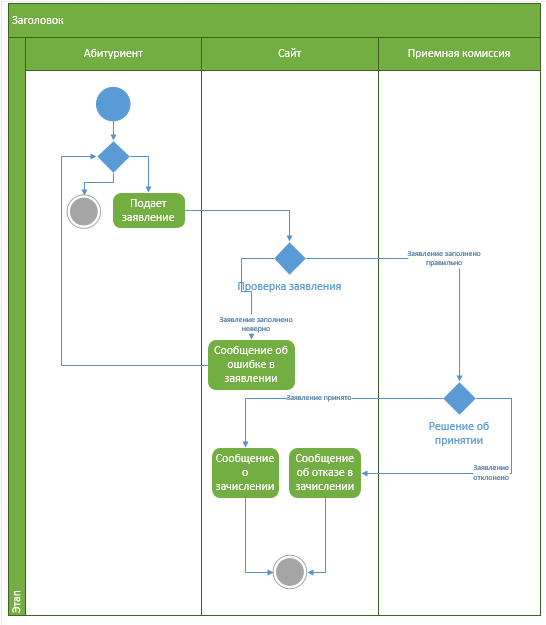 Заголовок
Абитуриент
Сайт
Приемная комиссия
Подает
заявление
Заявление заполнено
правильно
Проверка заявления
Заявление заполнено
неверно
Сообщение об
ошибке в
заявлении
Заявление принято
Решение об
принятии
Сообщение
о
зачислении
Сообщение
об отказе в
зачислении
Заявление
отклонено
Этап